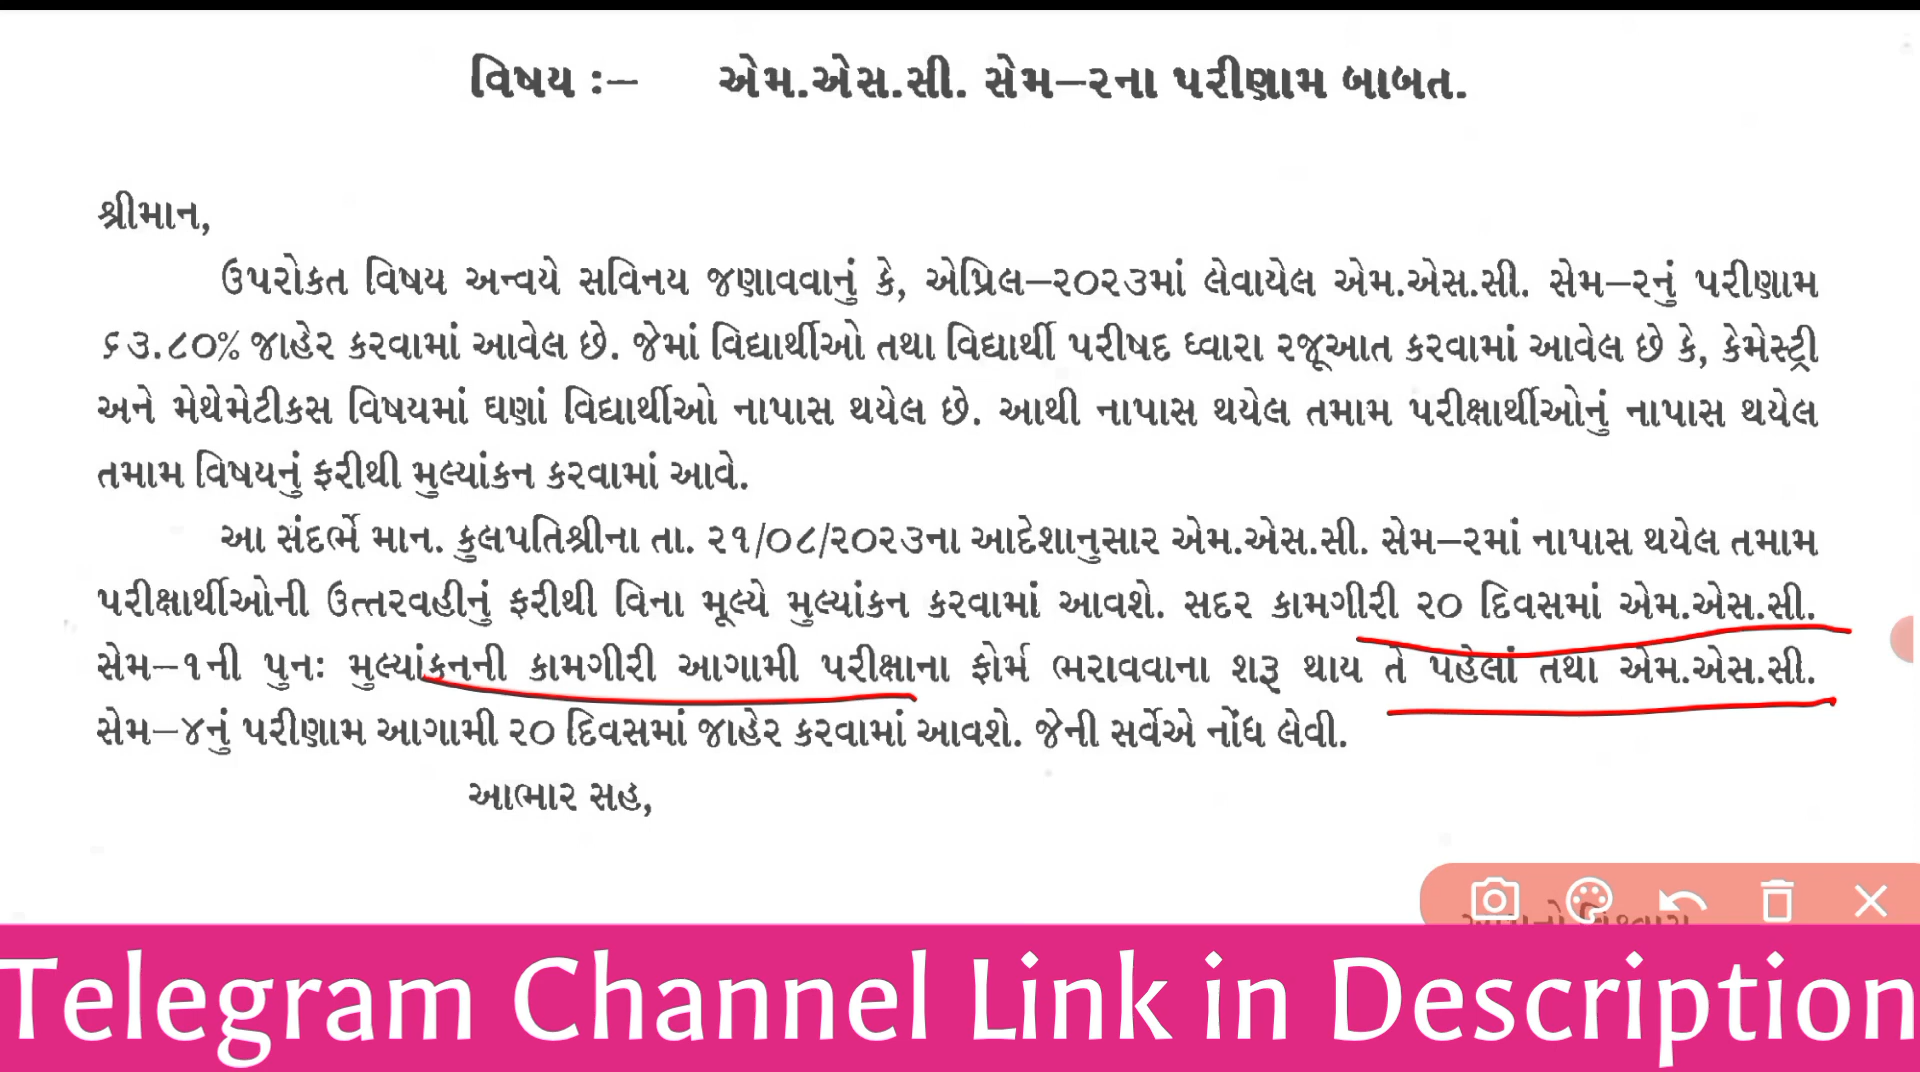 વિષય :– એમ.એસ.સી. સેમ–૨ના પરીણામ બાબત.
શ્રીમાન,
ઉપરોકત વિષય અન્વયે સવિનય જણાવવાનું કે, એપ્રિલ–૨૦૨૩માં લેવાયેલ એમ.એસ.સી. સેમ–૨નું પરીણામ
૬૩.૮૦% જાહેર કરવામાં આવેલ છે. જેમાં વિદ્યાર્થીઓ તથા વિદ્યાર્થી પરીષદ ધ્વારા રજૂઆત કરવામાં આવેલ છે કે, કેમેસ્ટ્રી
અને મેથેમેટીકસ વિષયમાં ઘણાં વિદ્યાર્થીઓ નાપાસ થયેલ છે. આથી નાપાસ થયેલ તમામ પરીક્ષાર્થીઓનું નાપાસ થયેલ
તમામ વિષયનું ફરીથી મુલ્યાંકન કરવામાં આવે.
આ સંદર્ભે માન. કુલપતિશ્રીના તા. ૨૧/૦૮/૨૦૨૩ના આદેશાનુસાર એમ.એસ.સી. સેમ–૨માં નાપાસ થયેલ તમામ
પરીક્ષાર્થીઓની ઉત્તરવહીનું ફરીથી વિના મૂલ્યે મુલ્યાંકન કરવામાં આવશે. સદર કામગીરી ૨૦ દિવસમાં એમ.એસ.સી.
સેમ–૧ની પુનઃ મુલ્યાંકનની કામગીરી આગામી પરીક્ષાના ફોર્મ ભરાવવાના શરૂ થાય તે પહેલાં તથા એમ.એસ.સી.
સેમ–૪નું પરીણામ આગામી ૨૦ દિવસમાં જાહેર કરવામાં આવશે. જેની સર્વેએ નોંધ લેવી.
આભાર સહ,
Telegram Channel Link in Description